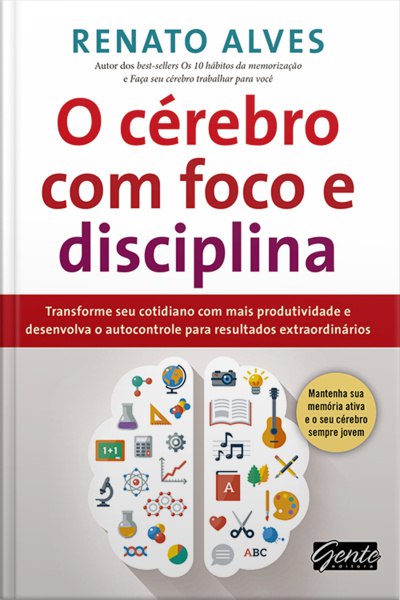 RENATO ALVES
Autor dos best-sellers Os 10 hábitos da memorização
e Faça seu cérebro trabalhar para você
O cérebro
com foco e
disciplina
Transforme seu cotidiano com mais produtividade e
desenvolva o autocontrole para resultados extraordinários
Mantenha sua
memória ativa
e o seu cérebro
sempre jovem
1+1
A
ABC
Gente
editora